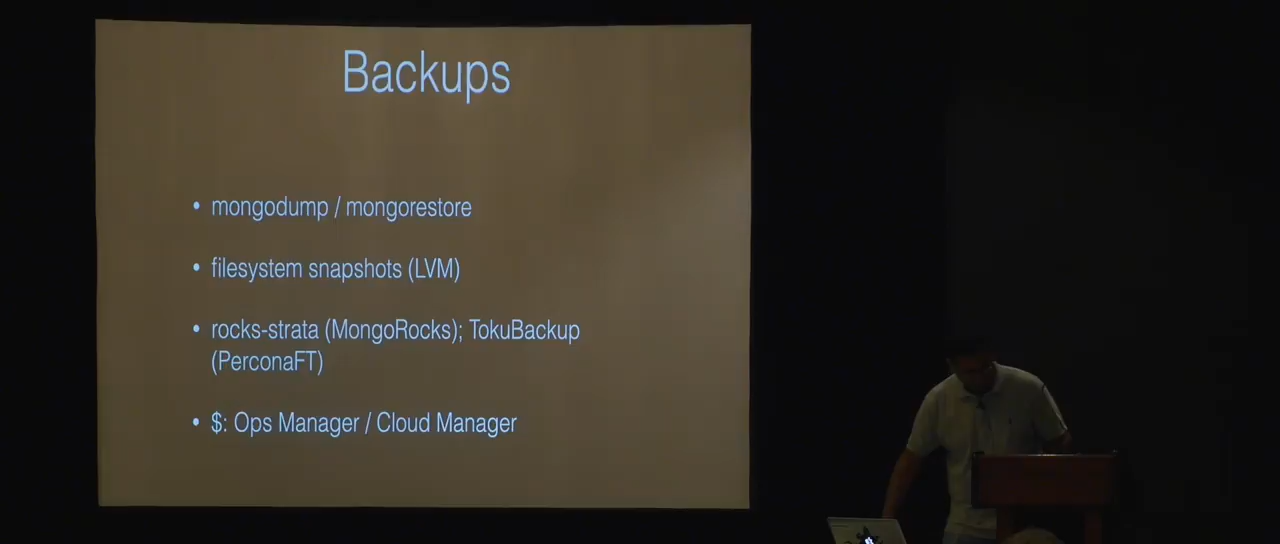 Backups
• mongodump / mongorestore
• filesystem snapshots (LVM)
• rocks-strata (MongoRocks); TokuBackup
(PerconaFT)
• $: Ops Manager / Cloud Manager